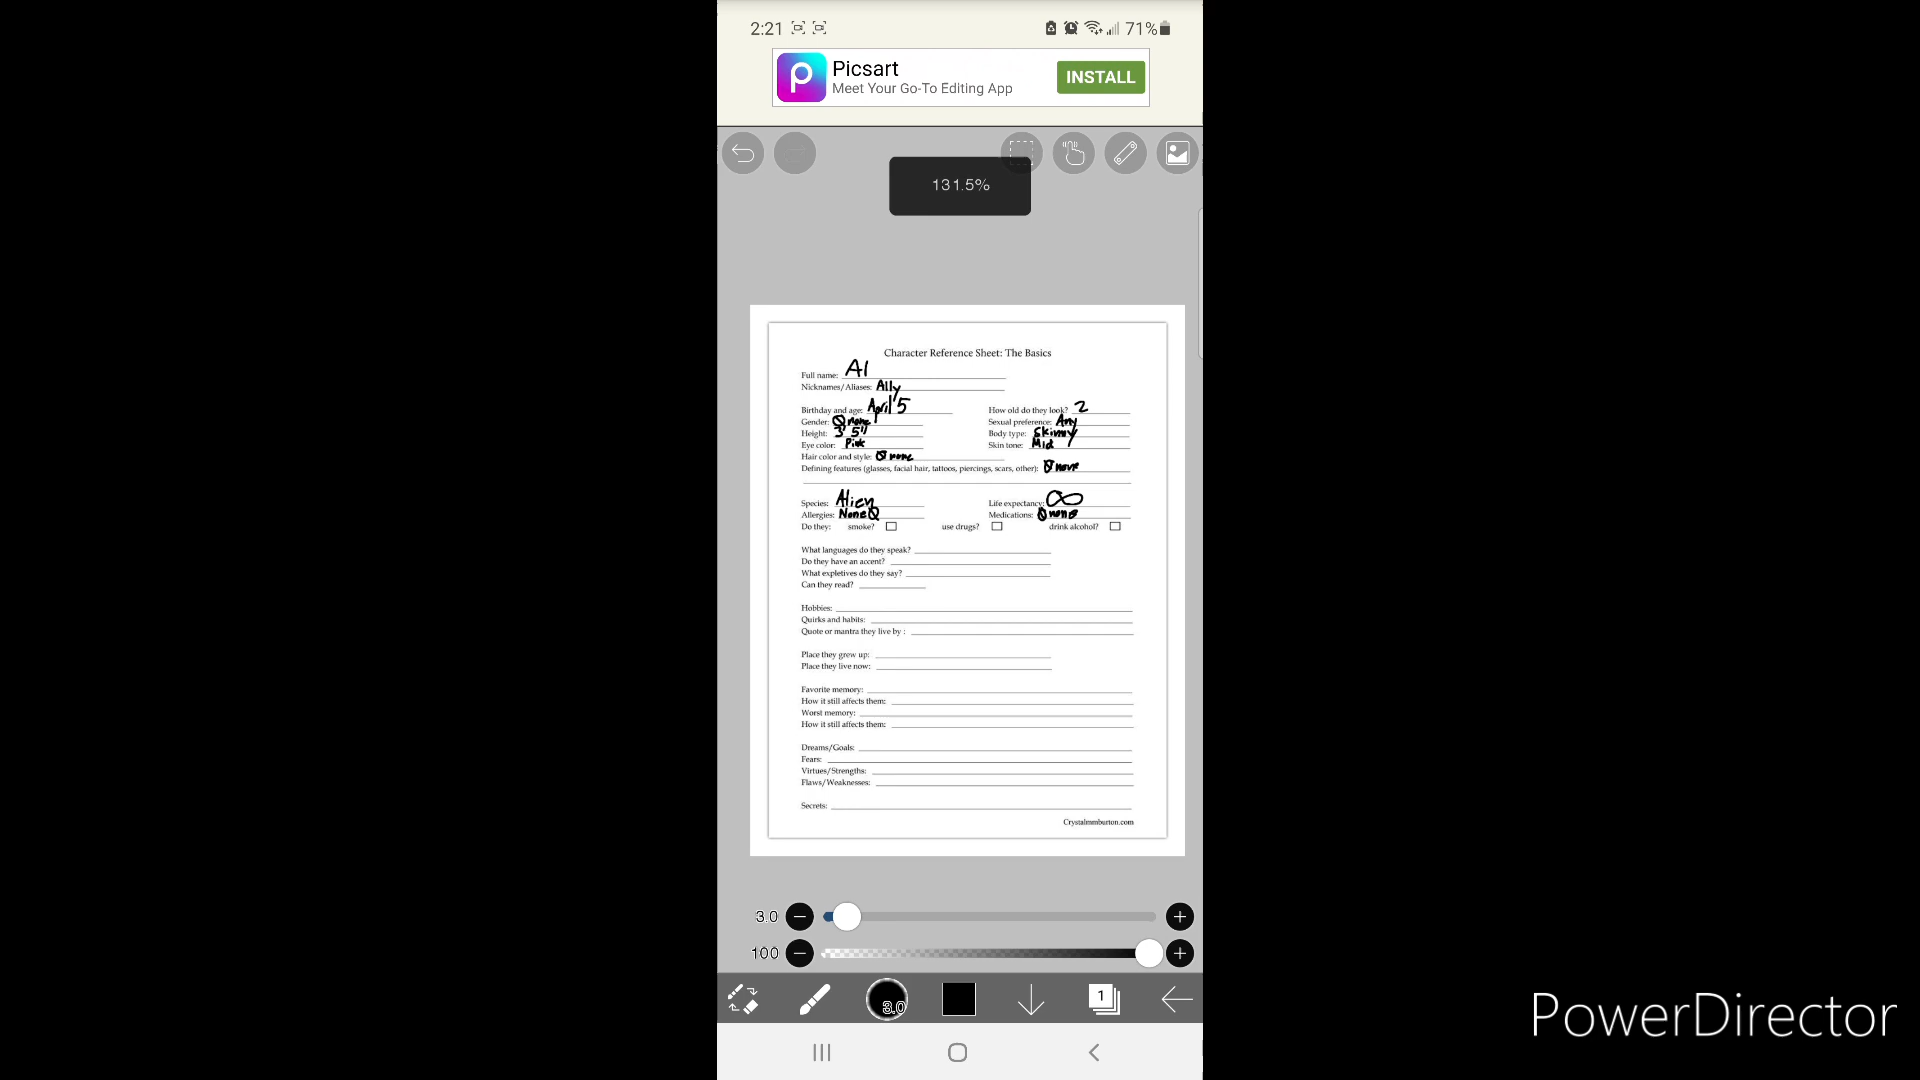 2:21 71%
Picsart
Meet Your Go-To Editing App
INSTALL
131.5%
Character Reference Sheet: The Basics
Full name: Al
Nicknames/Aliases: Ally
Birthday and age: April 5 How old do they look? 2
Gender: none Sexual preference: Any
Height: 3'5" Body type: Skinny
Eye color: Pink Skin tone: Mid
Hair color and style: none
Defining features (glasses, facial hair, tattoos, piercings, scars, other): none
Species: Alien Life expectancy: ∞
Allergies: None Medications: none
Do they: smoke? use drugs? drink alcohol?
What languages do they speak?
Do they have an accent?
What expletives do they say?
Can they read?
Hobbies:
Quirks and habits:
Quote or mantra they live by :
Place they grew up:
Place they live now:
Favorite memory:
How it still affects them:
Worst memory:
How it still affects them:
Dreams/Goals:
Fears:
Virtues/Strengths:
Flaws/Weaknesses:
Secrets:
Crystalmmburton.com
3.0
100
3.0 1
PowerDirector